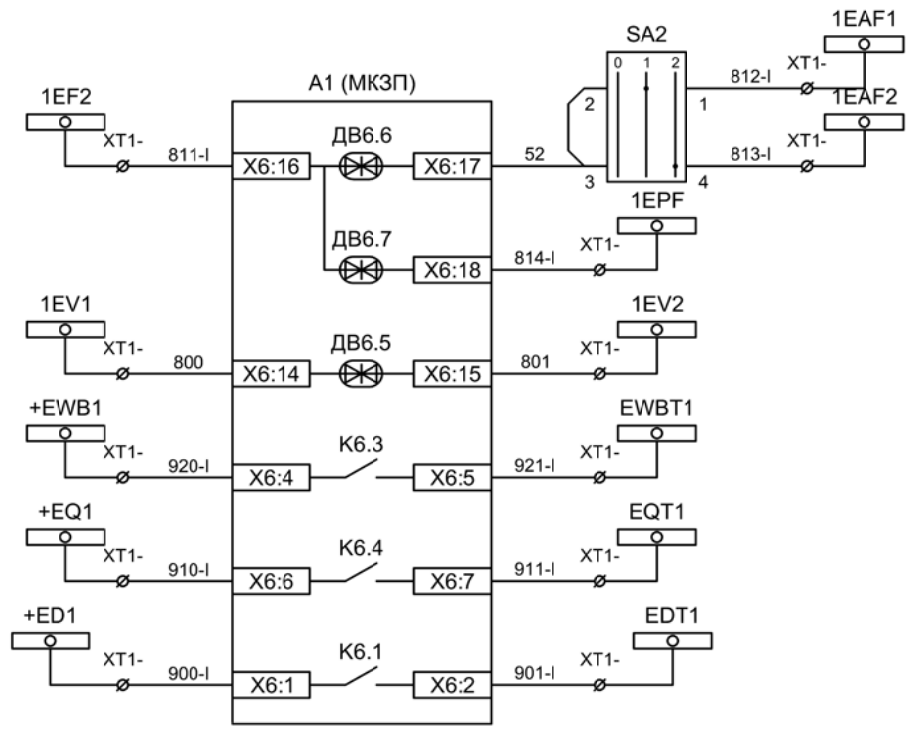 1EAF1
SA2
XT1-
0 1 2
812-I
A1 (МКЗП)
1EF2
2
1
1EAF2
XT1-
ДВ6.6
XT1-
811-I
X6:16
X6:17
52
813-I
3
4
1EPF
ДВ6.7
XT1-
X6:18
814-I
1EV1
1EV2
XT1-
ДВ6.5
XT1-
800
X6:14
X6:15
801
+EWB1
EWBT1
XT1-
К6.3
XT1-
920-I
X6:4
X6:5
921-I
+EQ1
EQT1
XT1-
К6.4
XT1-
910-I
X6:6
X6:7
911-I
+ED1
EDT1
XT1-
К6.1
XT1-
900-I
X6:1
X6:2
901-I